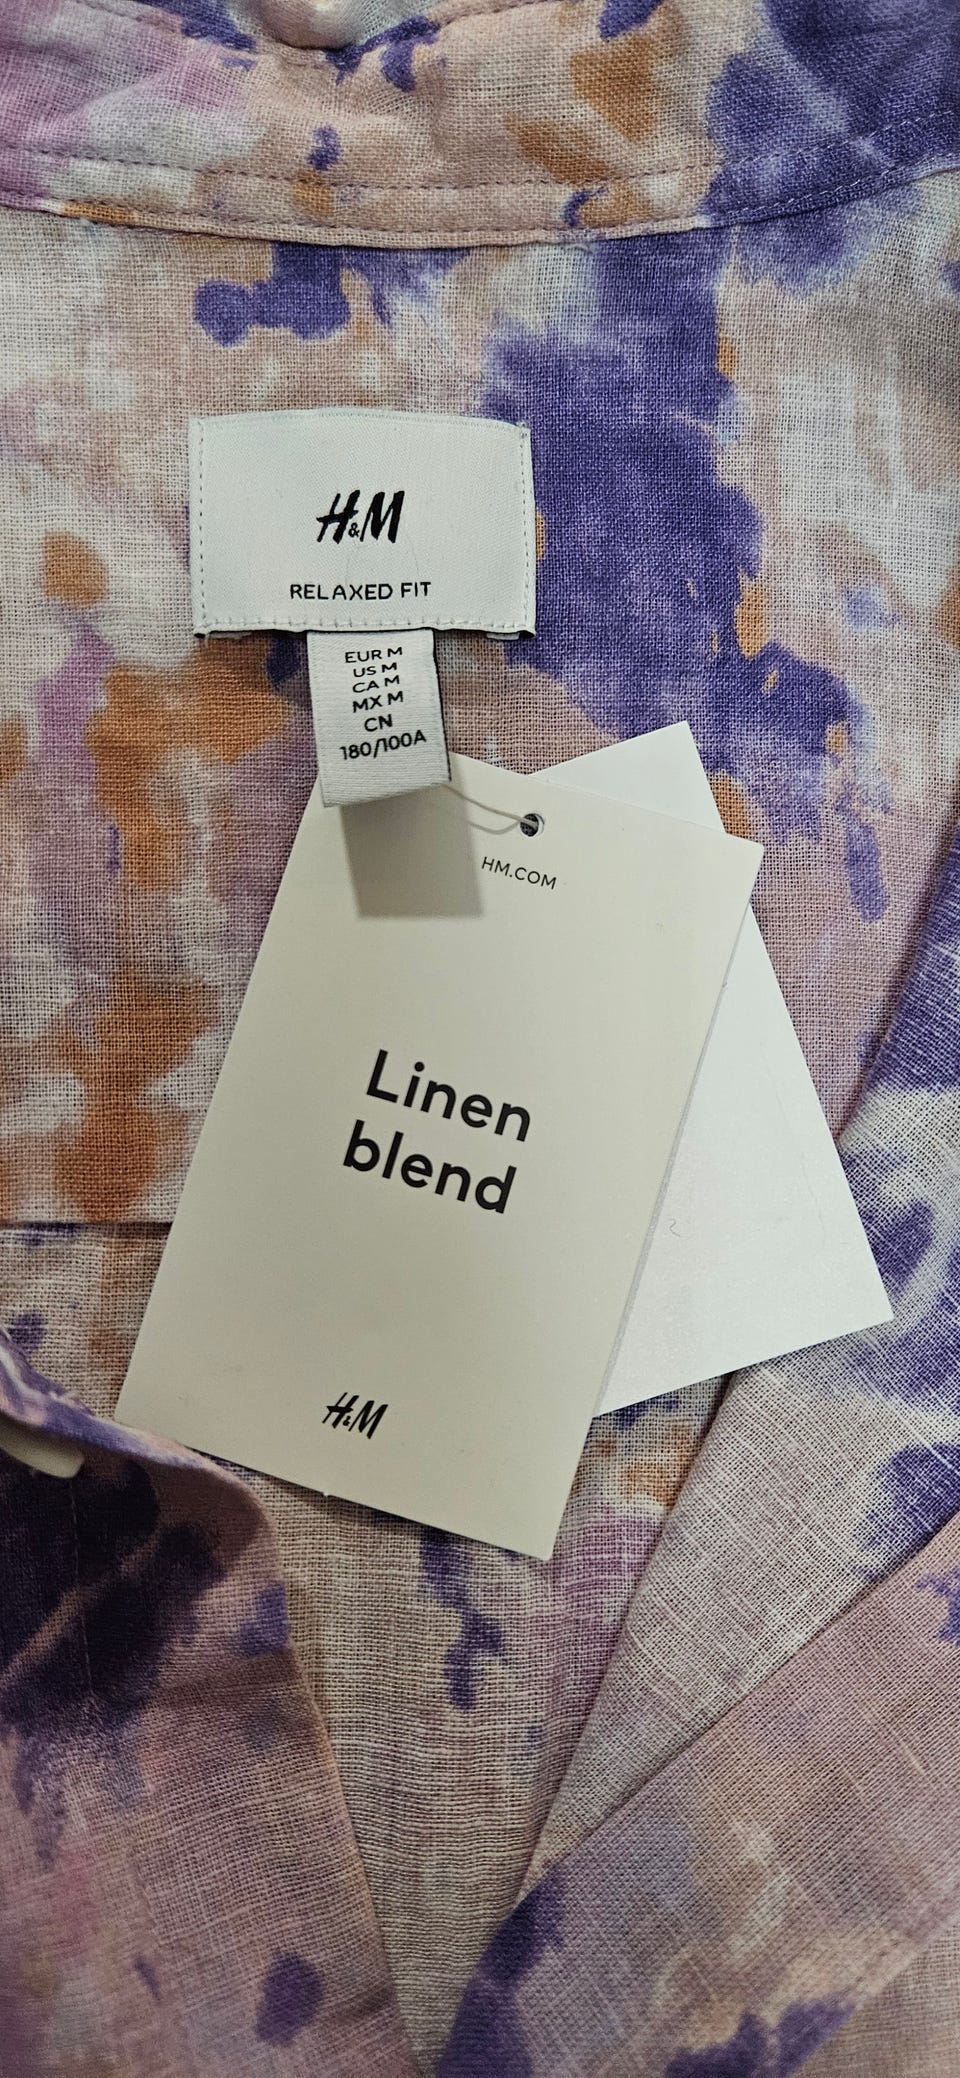 H&M
RELAXED FIT
EUR M
US M
CA M
MX M
CN
180/100A
HM.COM
Linen
blend
H&M